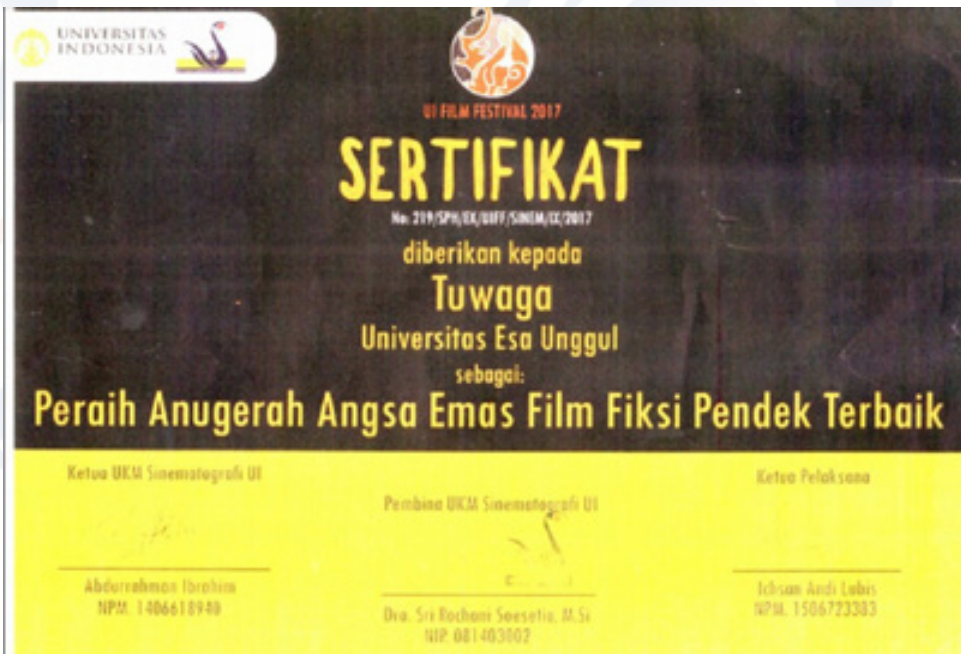 UNIVERSITAS
INDONESIA
UI FILM FESTIVAL 2017
SERTIFIKAT
No: 219/SPH/EX/UIFF/SINEM/IX/2017
diberikan kepada
Tuwaga
Universitas Esa Unggul
sebagai:
Peraih Anugerah Angsa Emas Film Fiksi Pendek Terbaik
Ketua UKM Sinematografi UI
Abdurrahman Ibrahim
NPM. 1406618940
Pembina UKM Sinematografi UI
Dra. Sri Rochani Soesetio, M.Si
NIP. 081403002
Ketua Pelaksana
Ichsan Andi Lubis
NPM. 1506723383